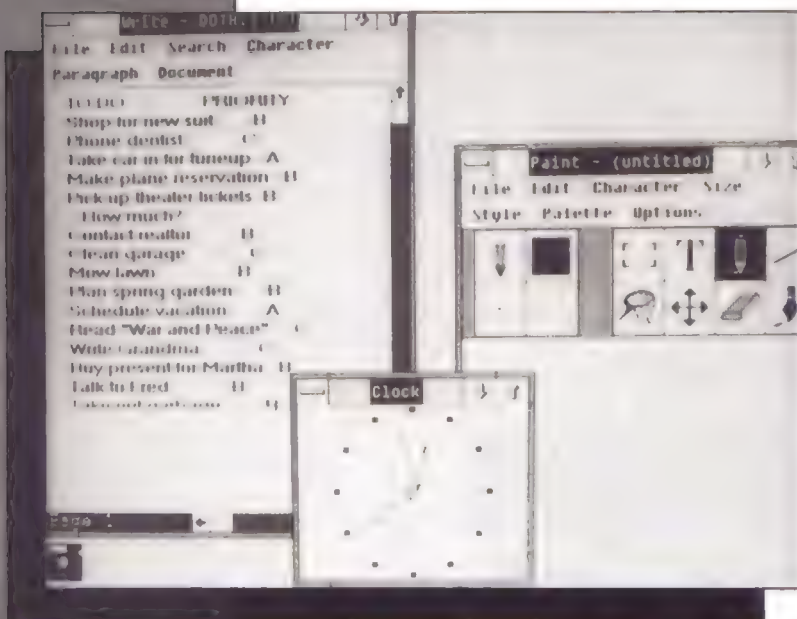 Write - DOTH.
File Edit Search Character
Paragraph Document
TO DO PRIORITY
Shop for new suit B
Phone dentist C
Take car in for tuneup A
Make plane reservation B
Pick up theater tickets B
How much?
Contact realtor B
Clean garage C
Mow lawn B
Plan spring garden B
Schedule vacation A
Read "War and Peace" C
Write Grandma C
Buy present for Martha B
Talk to Fred B
Page 1
Paint - (untitled)
File Edit Character Size
Style Palette Options
Clock